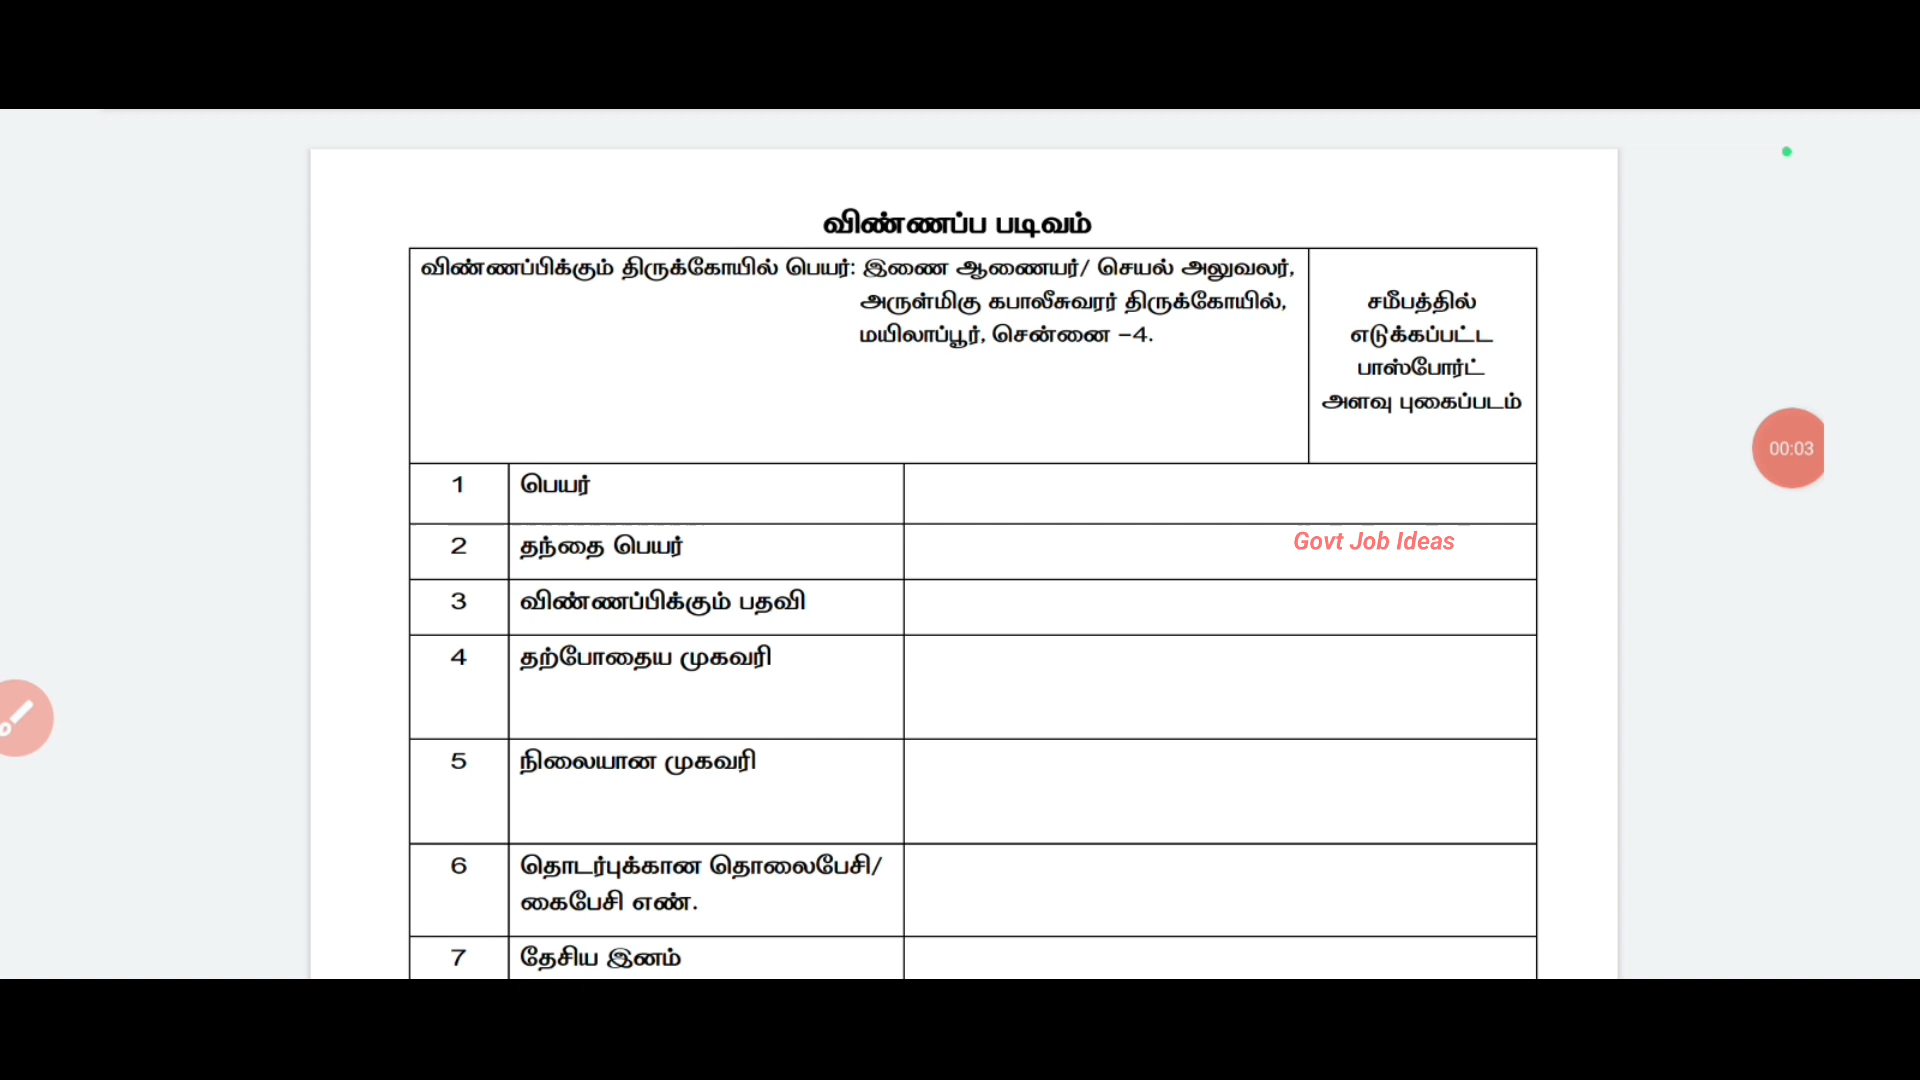 விண்ணப்ப படிவம்
விண்ணப்பிக்கும் திருக்கோயில் பெயர்: இணை ஆணையர்/ செயல் அலுவலர்,
அருள்மிகு கபாலீசுவரர் திருக்கோயில்,
மயிலாப்பூர், சென்னை –4.
சமீபத்தில்
எடுக்கப்பட்ட
பாஸ்போர்ட்
அளவு புகைப்படம்
1 பெயர்
2 தந்தை பெயர்
Govt Job Ideas
3 விண்ணப்பிக்கும் பதவி
4 தற்போதைய முகவரி
5 நிலையான முகவரி
6 தொடர்புக்கான தொலைபேசி/
கைபேசி எண்.
7 தேசிய இனம்
00:03